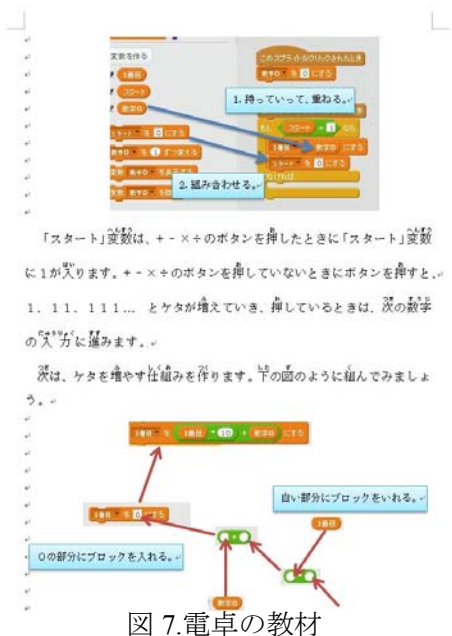 変数を作る
1番目
スタート
数字0
スタート を 0 にする
数字0 を 1 ずつ変える
このスプライトがクリックされたとき
数字0 を 0 にする
1. 持っていって、重ねる。
もし スタート = 1 なら
1番目 数字0 にする
スタート を 0 にする
でなければ
2. 組み合わせる。
「スタート」変数は、+-×÷のボタンを押したときに「スタート」変数
に1が入ります。+-×÷のボタンを押していないときにボタンを押すと、
1．11．111… とケタが増えていき、押しているときは、次の数字
の入力に進みます。
次は、ケタを増やす仕組みを作ります。下の図のように組んでみましょ
う。
1番目 を 1番目 * 10 + 数字0 にする
白い部分にブロックをいれる。
1番目 を 0 にする
1番目
0の部分にブロックを入れる。
数字0
図 7.電卓の教材